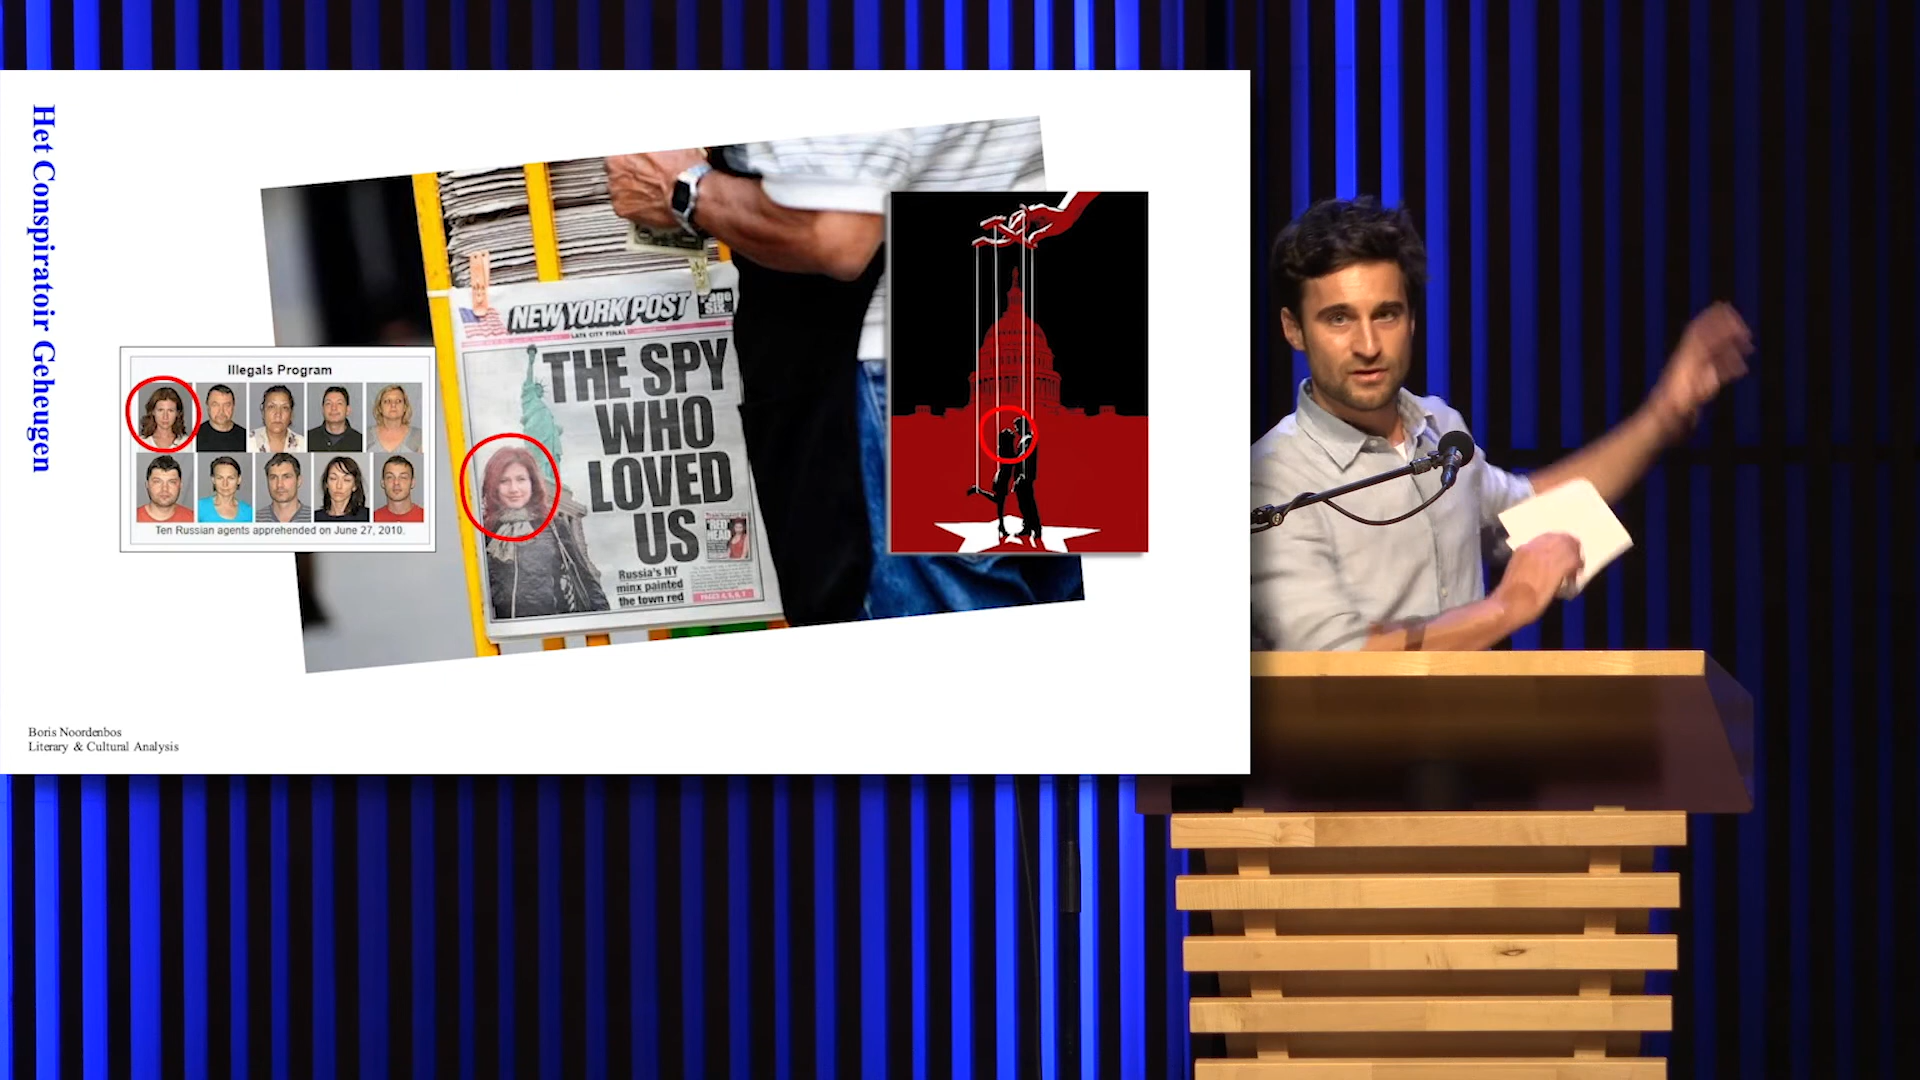 Het Conspiratoir Geheugen
Illegals Program
Ten Russian agents apprehended on June 27, 2010.
NEW YORK POST
Page
Six
LATE CITY FINAL
THE SPY
WHO
LOVED
US
RED
HEAD
Russia's NY
minx painted
the town red
Boris Noordenbos
Literary & Cultural Analysis